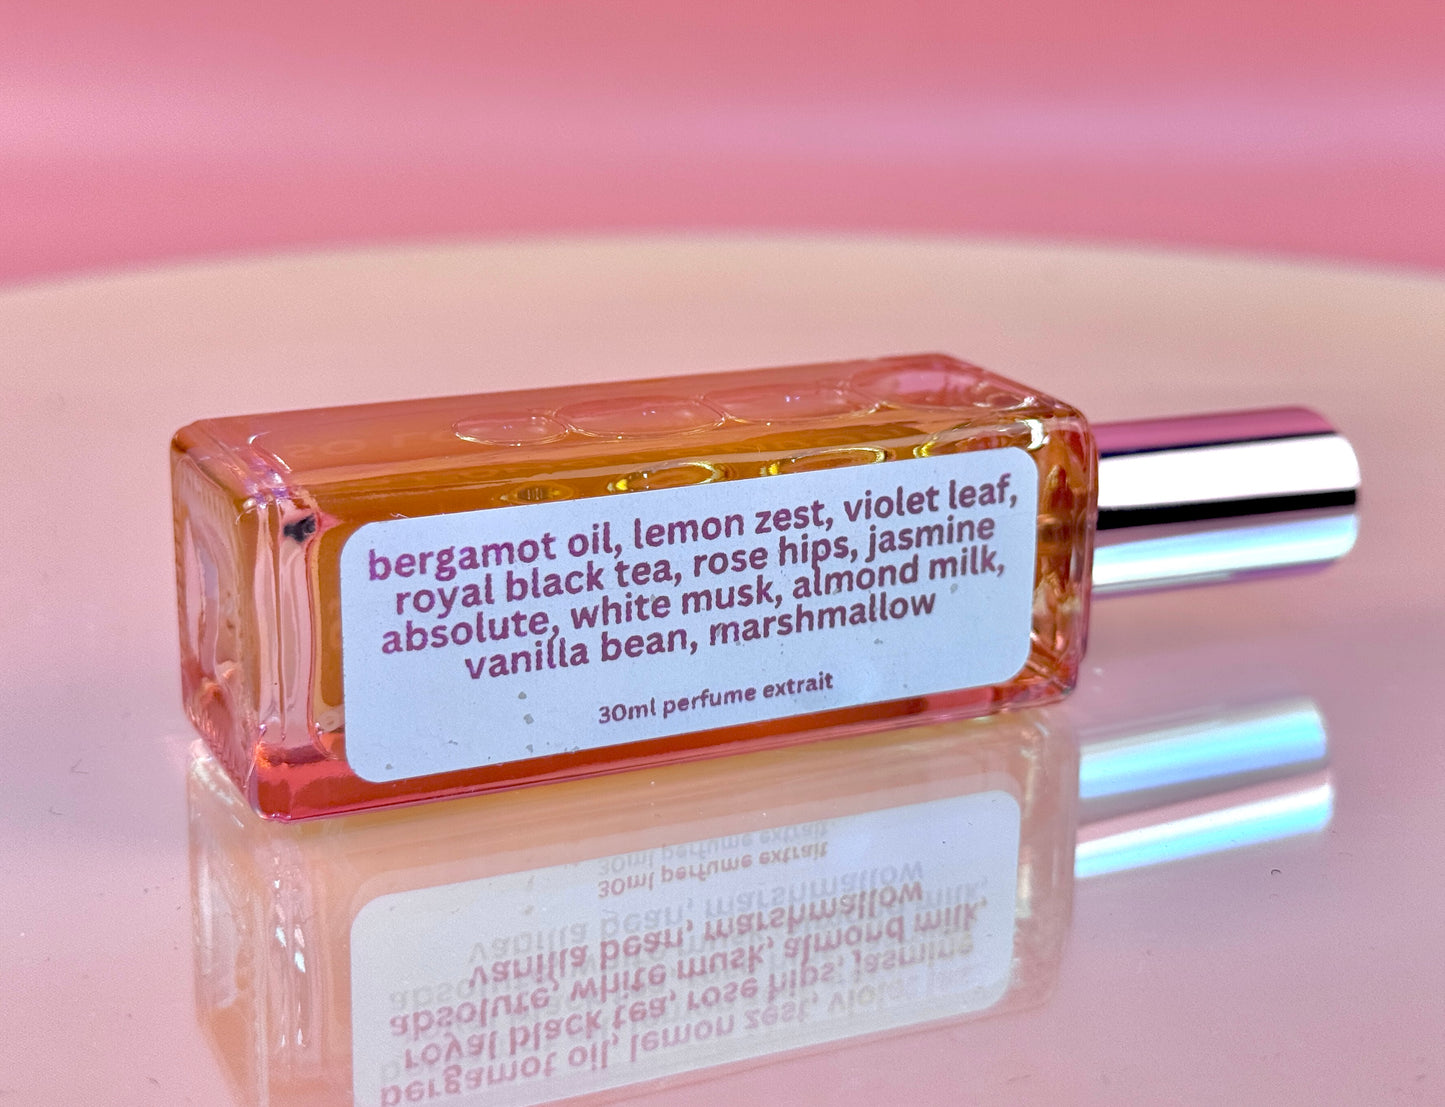 bergamot oil, lemon zest, violet leaf,
royal black tea, rose hips, jasmine
absolute, white musk, almond milk,
vanilla bean, marshmallow
30ml perfume extrait